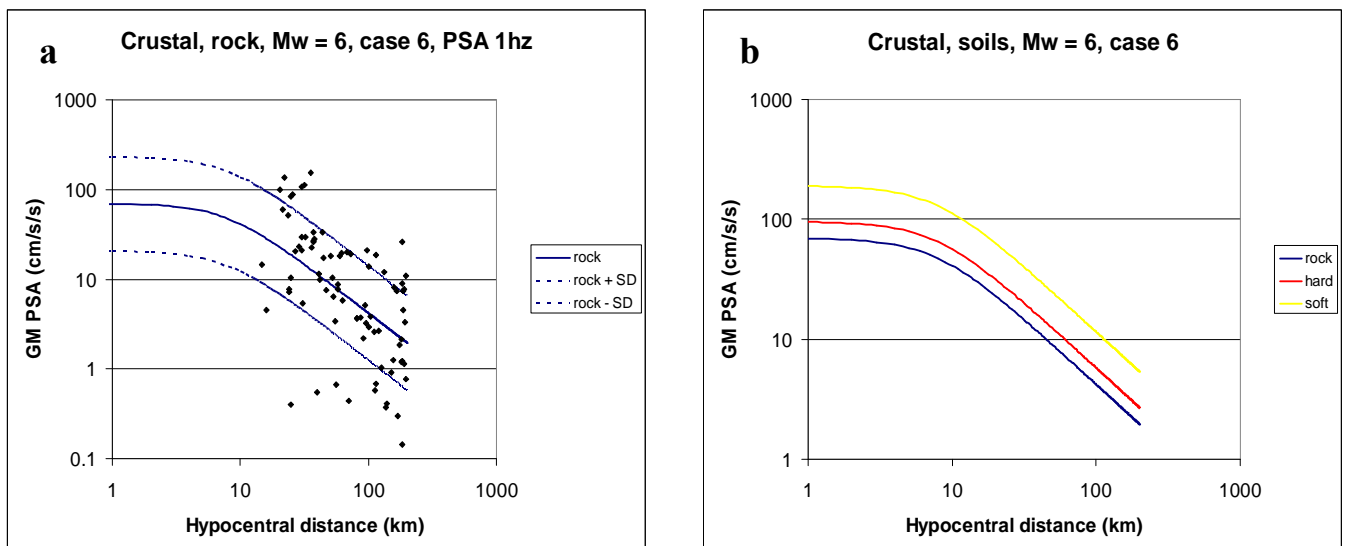 a
Crustal, rock, Mw = 6, case 6, PSA 1hz
1000
100
10
1
0.1
GM PSA (cm/s/s)
1 10 100 1000
Hypocentral distance (km)
rock
rock + SD
rock - SD
b
Crustal, soils, Mw = 6, case 6
1000
100
10
1
GM PSA (cm/s/s)
1 10 100 1000
Hypocentral distance (km)
rock
hard
soft